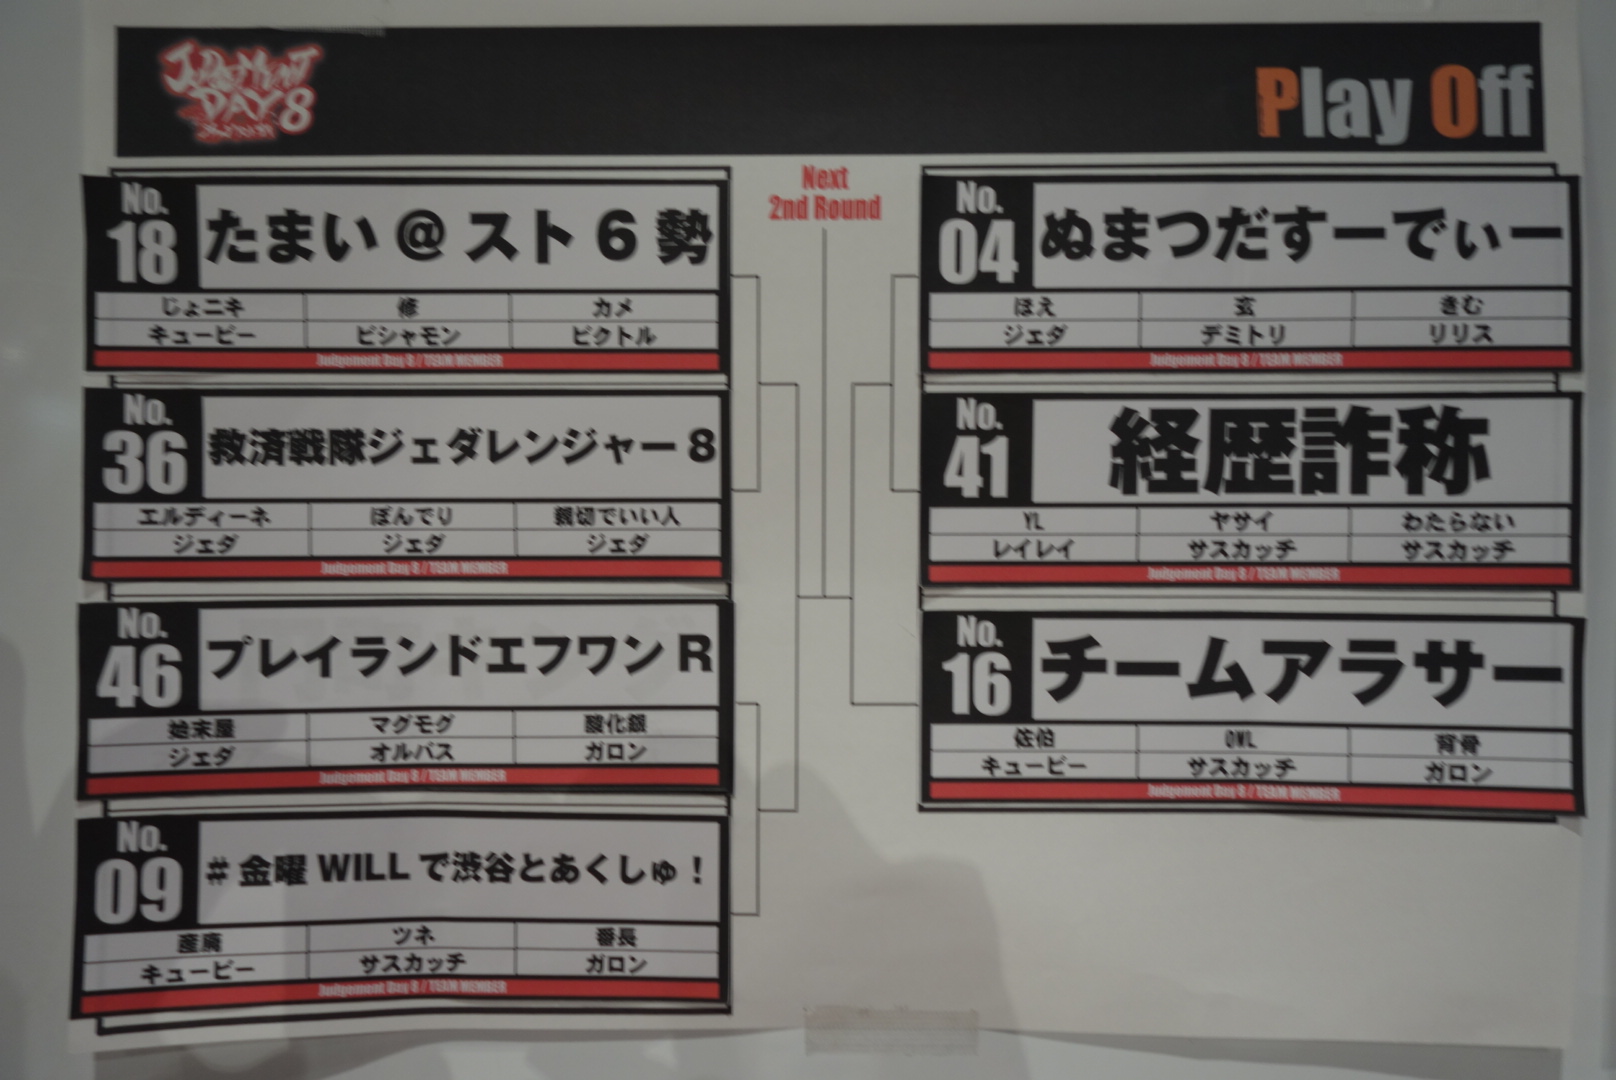 JUDGMENT
DAY 8
Play Off
Next
2nd Round
No.
18
たまい@スト6勢
じょニキ 修 カメ
キュービー ビシャモン ビクトル
Judgement Day 8 / TEAM MEMBER
No.
36
救済戦隊ジェダレンジャー8
エルディーネ ぽんでり 親切でいい人
ジェダ ジェダ ジェダ
Judgement Day 8 / TEAM MEMBER
No.
46
プレイランドエフワンR
始末屋 マグモグ 酸化銀
ジェダ オルバス ガロン
Judgement Day 8 / TEAM MEMBER
No.
09
#金曜WILLで渋谷とあくしゅ!
産廃 ツネ 番長
キュービー サスカッチ ガロン
Judgement Day 8 / TEAM MEMBER
No.
04
ぬまつだすーでぃー
ほえ 玄 きむ
ジェダ デミトリ リリス
Judgement Day 8 / TEAM MEMBER
No.
41
経歴詐称
YL ヤサイ わたらない
レイレイ サスカッチ サスカッチ
Judgement Day 8 / TEAM MEMBER
No.
16
チームアラサー
佐伯 OWL 背骨
キュービー サスカッチ ガロン
Judgement Day 8 / TEAM MEMBER